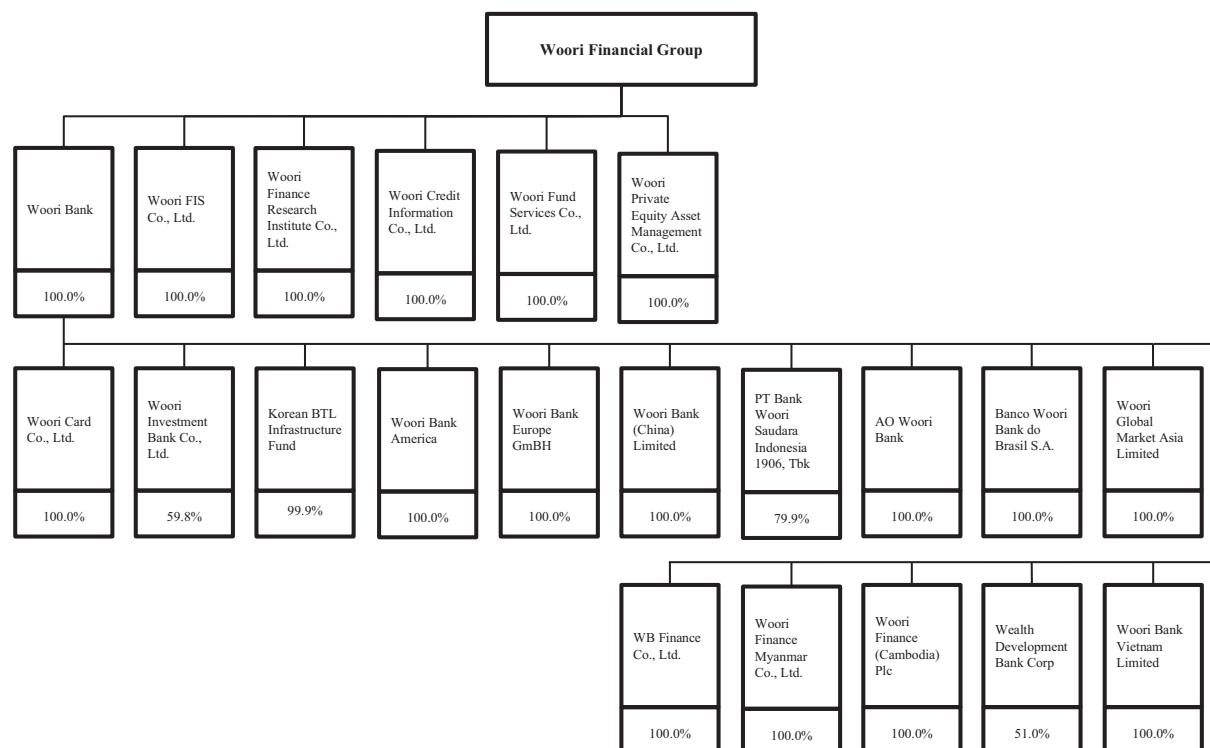 Woori Financial Group
Woori Bank
100.0%
Woori FIS
Co., Ltd.
100.0%
Woori
Finance
Research
Institute Co.,
Ltd.
100.0%
Woori Credit
Information
Co., Ltd.
100.0%
Woori Fund
Services Co.,
Ltd.
100.0%
Woori
Private
Equity Asset
Management
Co., Ltd.
100.0%
Woori Card
Co., Ltd.
100.0%
Woori
Investment
Bank Co.,
Ltd.
59.8%
Korean BTL
Infrastructure
Fund
99.9%
Woori Bank
America
100.0%
Woori Bank
Europe
GmBH
100.0%
Woori Bank
(China)
Limited
100.0%
PT Bank
Woori
Saudara
Indonesia
1906, Tbk
79.9%
AO Woori
Bank
100.0%
Banco Woori
Bank do
Brasil S.A.
100.0%
Woori
Global
Market Asia
Limited
100.0%
WB Finance
Co., Ltd.
100.0%
Woori
Finance
Myanmar
Co., Ltd.
100.0%
Woori
Finance
(Cambodia)
Plc
100.0%
Wealth
Development
Bank Corp
51.0%
Woori Bank
Vietnam
Limited
100.0%